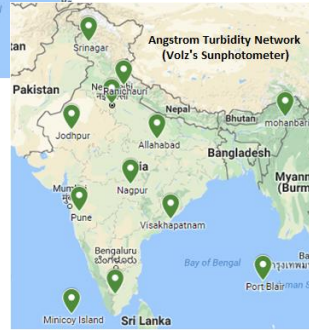 Angstrom Turbidity Network
(Volz's Sunphotometer)
Srinagar
Pakistan
Ranichauri
Nepal
Bhutan
mohanbari
Jodhpur
Allahabad
Bangladesh
Nagpur
Pune
Visakhapatnam
Bengaluru
ಬೆಂಗಳೂರು
Bay of Bengal
Port Blair
Minicoy Island
Sri Lanka